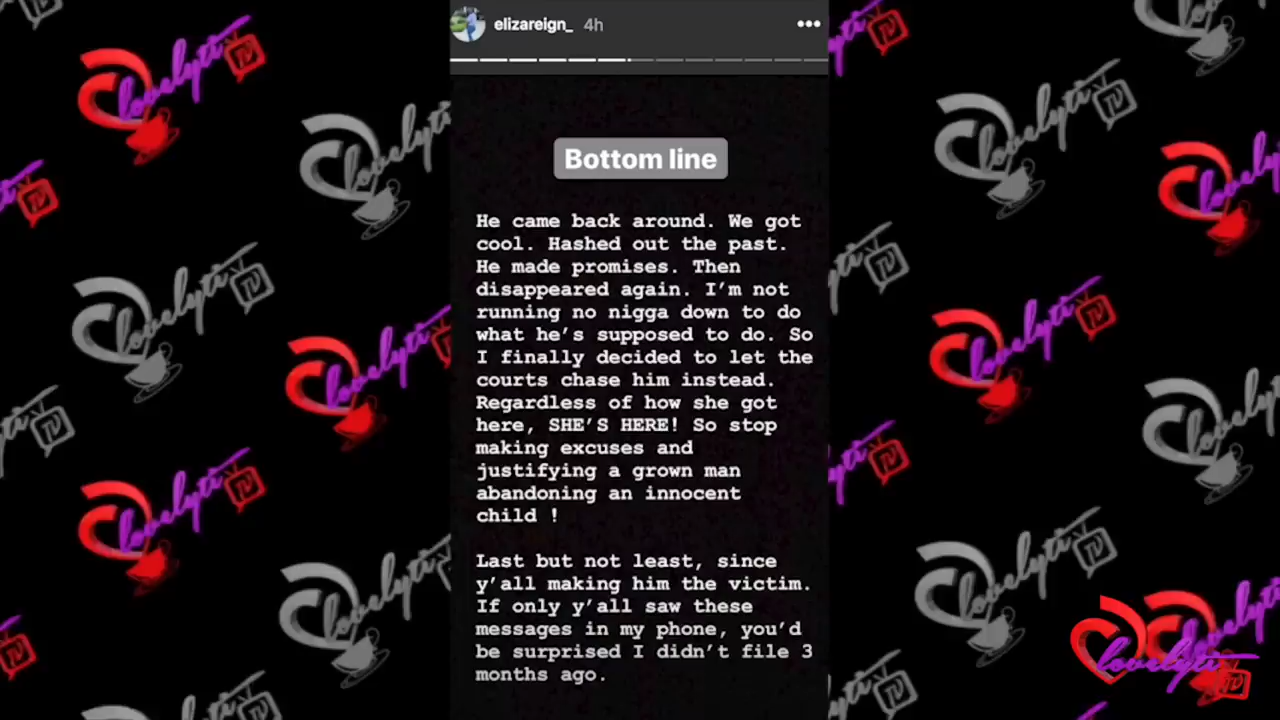 elizareign_ 4h
Bottom line
He came back around. We got
cool. Hashed out the past.
He made promises. Then
disappeared again. I'm not
running no nigga down to do
what he's supposed to do. So
I finally decided to let the
courts chase him instead.
Regardless of how she got
here, SHE'S HERE! So stop
making excuses and
justifying a grown man
abandoning an innocent
child !
Last but not least, since
y'all making him the victim.
If only y'all saw these
messages in my phone, you'd
be surprised I didn't file 3
months ago.
lovelyti TV